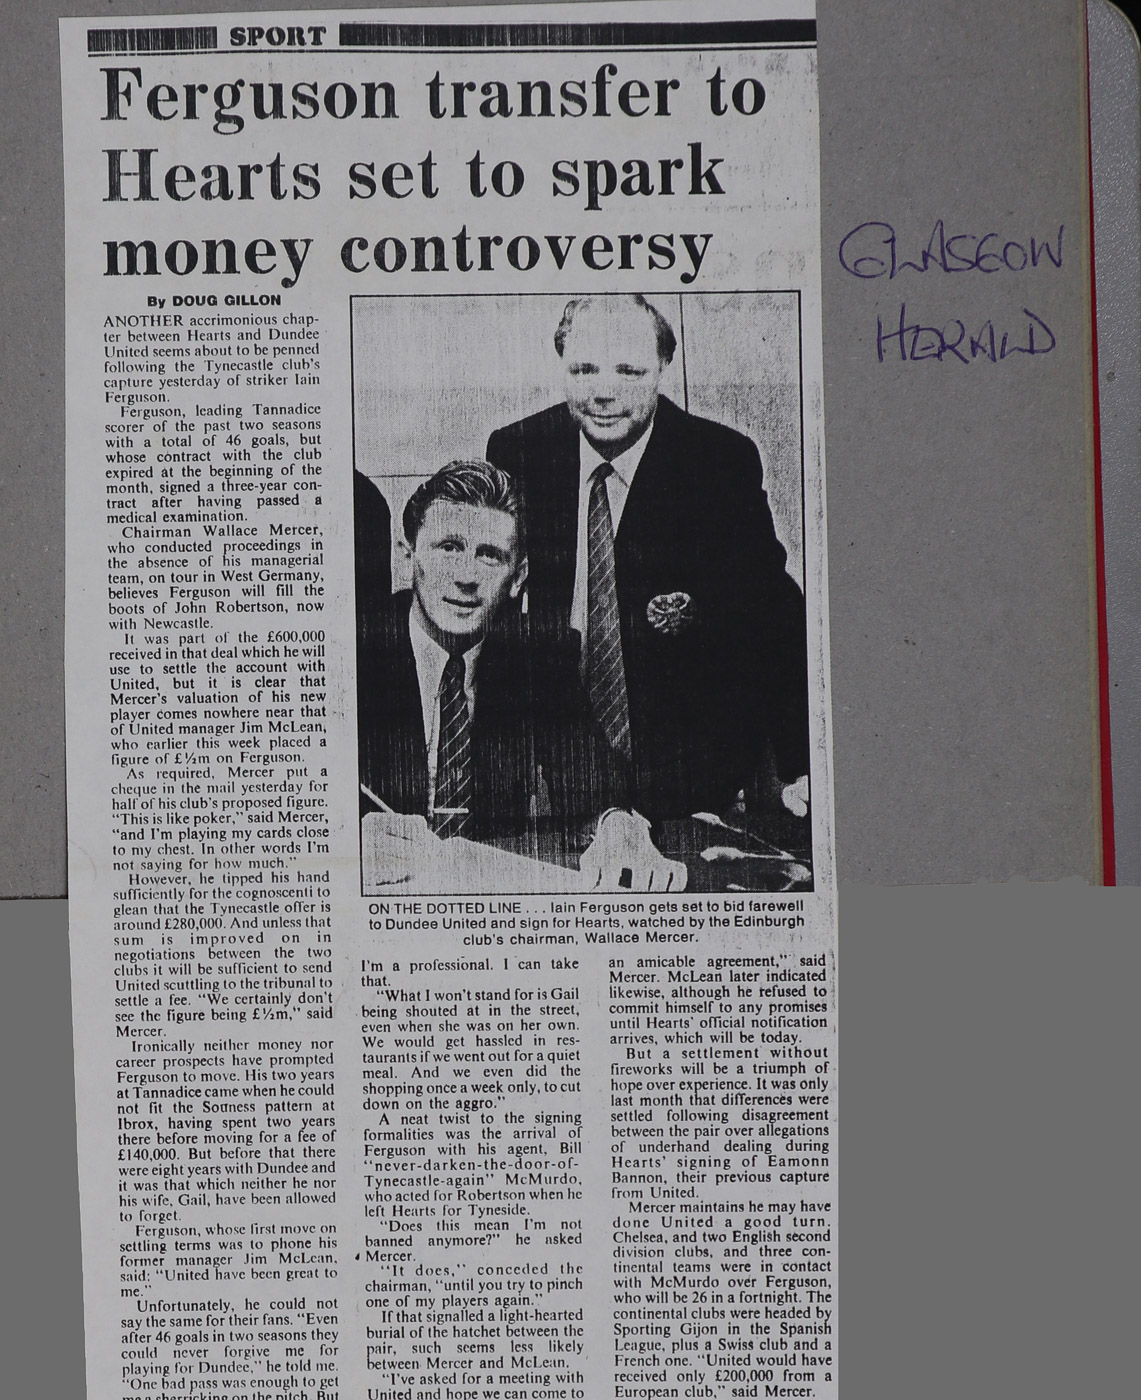 SPORT
Ferguson transfer to
Hearts set to spark
money controversy
By DOUG GILLON
ANOTHER accrimonious chap-
ter between Hearts and Dundee
United seems about to be penned
following the Tynecastle club's
capture yesterday of striker Iain
Ferguson.
Ferguson, leading Tannadice
scorer of the past two seasons
with a total of 46 goals, but
whose contract with the club
expired at the beginning of the
month, signed a three-year con-
tract after having passed a
medical examination.
Chairman Wallace Mercer,
who conducted proceedings in
the absence of his managerial
team, on tour in West Germany,
believes Ferguson will fill the
boots of John Robertson, now
with Newcastle.
It was part of the £600,000
received in that deal which he will
use to settle the account with
United, but it is clear that
Mercer's valuation of his new
player comes nowhere near that
of United manager Jim McLean,
who earlier this week placed a
figure of £½m on Ferguson.
As required, Mercer put a
cheque in the mail yesterday for
half of his club's proposed figure.
"This is like poker," said Mercer,
"and I'm playing my cards close
to my chest. In other words I'm
not saying for how much."
However, he tipped his hand
sufficiently for the cognoscenti to
glean that the Tynecastle offer is
around £280,000. And unless that
sum is improved on in
negotiations between the two
clubs it will be sufficient to send
United scuttling to the tribunal to
settle a fee. "We certainly don't
see the figure being £½m," said
Mercer.
Ironically neither money nor
career prospects have prompted
Ferguson to move. His two years
at Tannadice came when he could
not fit the Souness pattern at
Ibrox, having spent two years
there before moving for a fee of
£140,000. But before that there
were eight years with Dundee and
it was that which neither he nor
his wife, Gail, have been allowed
to forget.
Ferguson, whose first move on
settling terms was to phone his
former manager Jim McLean,
said: "United have been great to
me."
Unfortunately, he could not
say the same for their fans. "Even
after 46 goals in two seasons they
could never forgive me for
playing for Dundee," he told me.
"One bad pass was enough to get
me a sherricking on the pitch. But
ON THE DOTTED LINE . . . Iain Ferguson gets set to bid farewell
to Dundee United and sign for Hearts, watched by the Edinburgh
club's chairman, Wallace Mercer.
I'm a professional. I can take
that.
"What I won't stand for is Gail
being shouted at in the street,
even when she was on her own.
We would get hassled in res-
taurants if we went out for a quiet
meal. And we even did the
shopping once a week only, to cut
down on the aggro."
A neat twist to the signing
formalities was the arrival of
Ferguson with his agent, Bill
"never-darken-the-door-of-
Tynecastle-again" McMurdo,
who acted for Robertson when he
left Hearts for Tyneside.
"Does this mean I'm not
banned anymore?" he asked
Mercer.
"It does," conceded the
chairman, "until you try to pinch
one of my players again."
If that signalled a light-hearted
burial of the hatchet between the
pair, such seems less likely
between Mercer and McLean.
"I've asked for a meeting with
United and hope we can come to
an amicable agreement," said
Mercer. McLean later indicated
likewise, although he refused to
commit himself to any promises
until Hearts' official notification
arrives, which will be today.
But a settlement without
fireworks will be a triumph of
hope over experience. It was only
last month that differences were
settled following disagreement
between the pair over allegations
of underhand dealing during
Hearts' signing of Eamonn
Bannon, their previous capture
from United.
Mercer maintains he may have
done United a good turn.
Chelsea, and two English second
division clubs, and three con-
tinental teams were in contact
with McMurdo over Ferguson,
who will be 26 in a fortnight. The
continental clubs were headed by
Sporting Gijon in the Spanish
League, plus a Swiss club and a
French one. "United would have
received only £200,000 from a
European club," said Mercer.
GLASGOW
HERALD